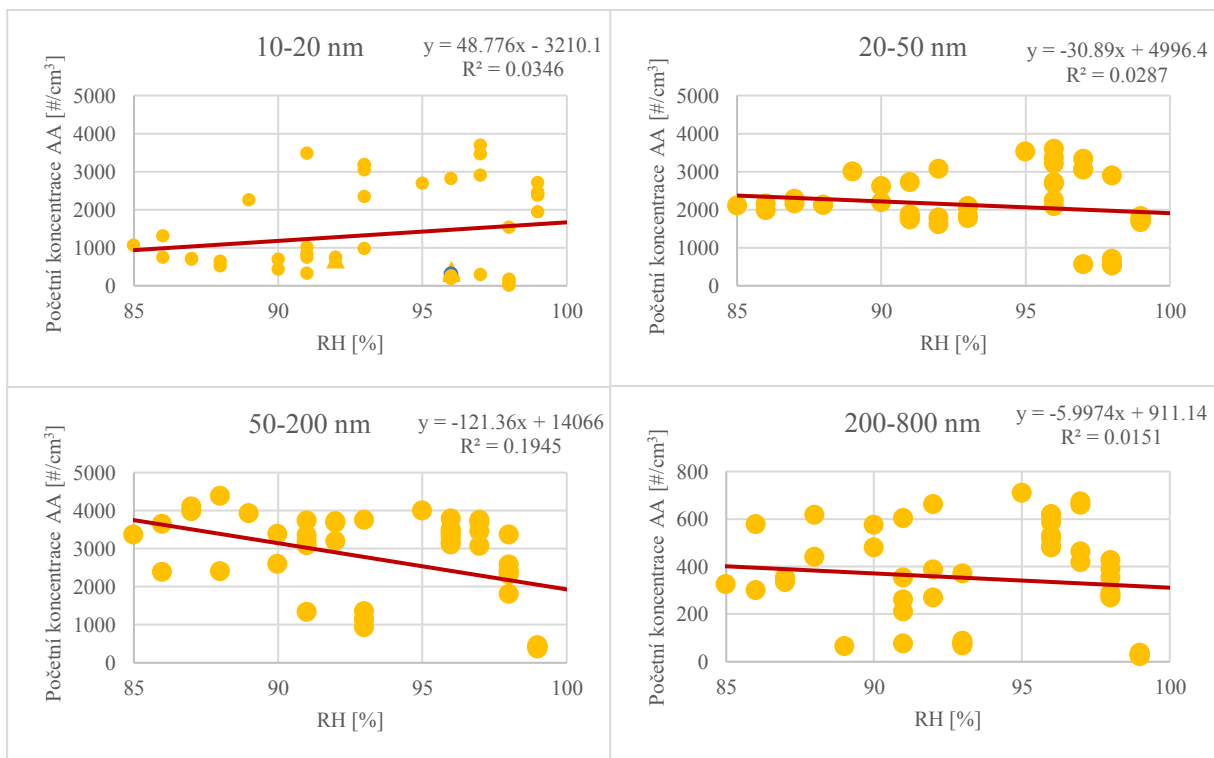 10-20 nm
y = 48.776x - 3210.1
R² = 0.0346
Početní koncentrace AA [#/cm³]
5000
4000
3000
2000
1000
0
85 90 95 100
RH [%]
20-50 nm
y = -30.89x + 4996.4
R² = 0.0287
Početní koncentrace AA [#/cm³]
5000
4000
3000
2000
1000
0
85 90 95 100
RH [%]
50-200 nm
y = -121.36x + 14066
R² = 0.1945
Početní koncentrace AA [#/cm³]
5000
4000
3000
2000
1000
0
85 90 95 100
RH [%]
200-800 nm
y = -5.9974x + 911.14
R² = 0.0151
Početní koncentrace AA [#/cm³]
800
600
400
200
0
85 90 95 100
RH [%]